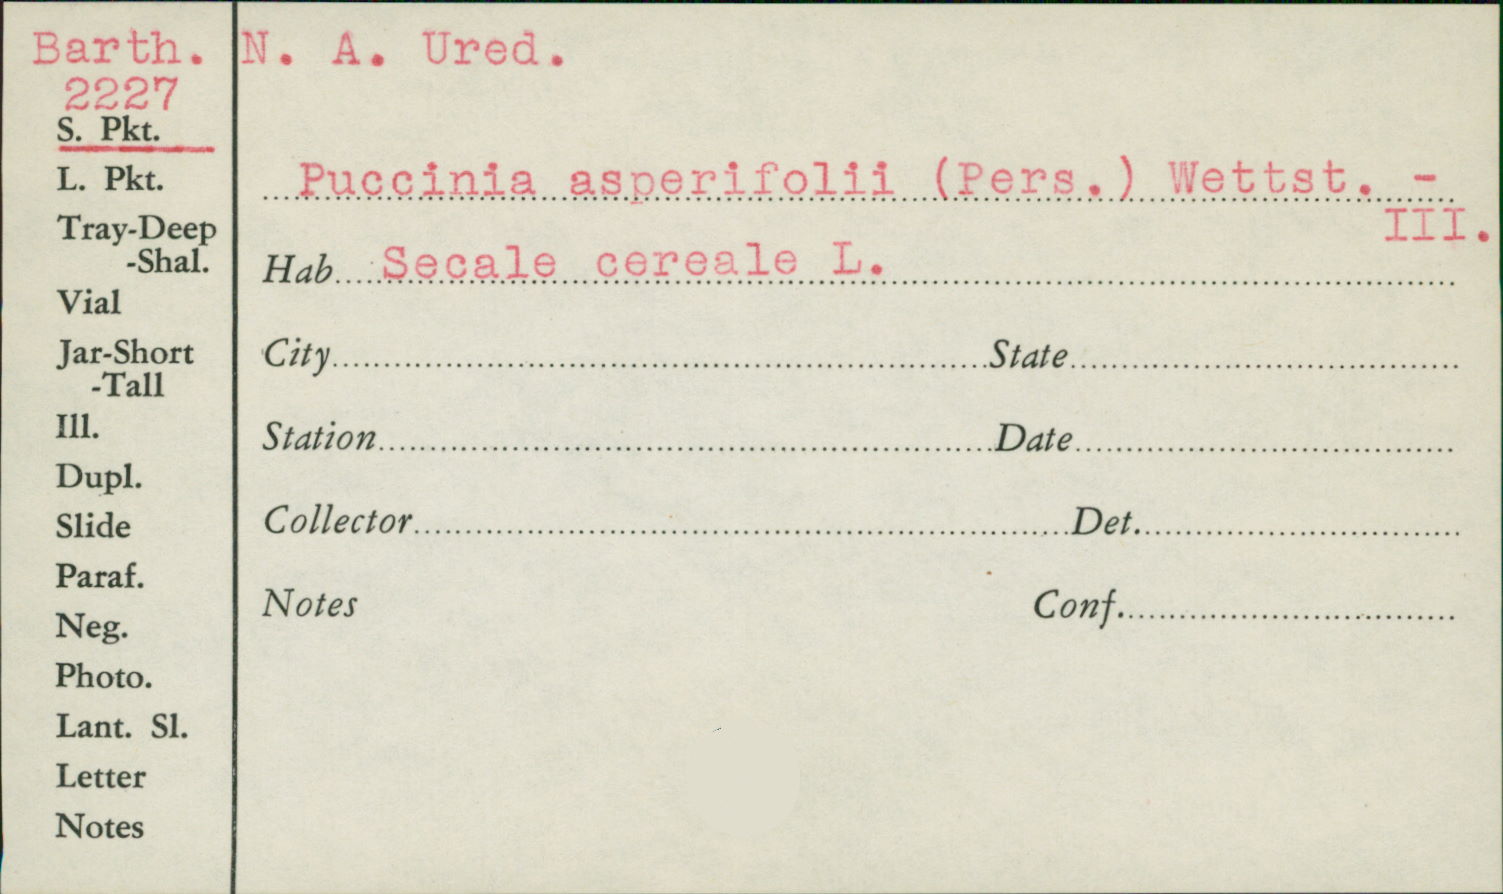 Barth. N. A. Ured.
2227
S. Pkt.
L. Pkt.
Tray-Deep
-Shal.
Vial
Jar-Short
-Tall
Ill.
Dupl.
Slide
Paraf.
Neg.
Photo.
Lant. Sl.
Letter
Notes
Puccinia asperifolii (Pers.) Wettst. -
III.
Hab. Secale cereale L.
City State
Station Date
Collector Det.
Notes Conf.